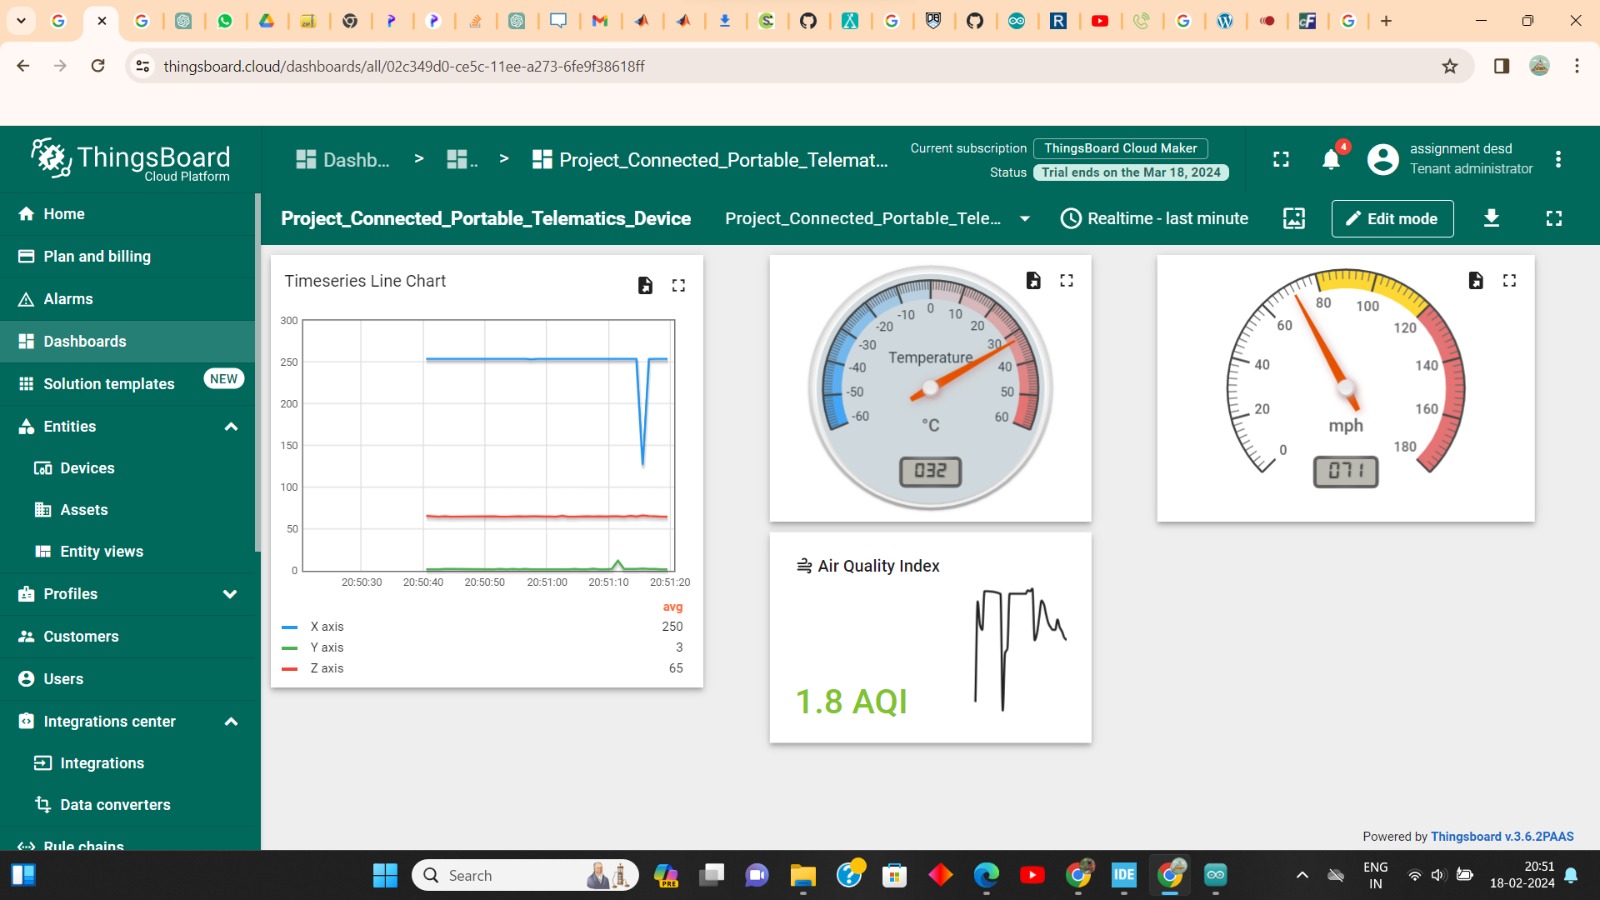 thingsboard.cloud/dashboards/all/02c349d0-ce5c-11ee-a273-6fe9f38618ff
ThingsBoard
Cloud Platform
Dashb...
>
..
>
Project_Connected_Portable_Telemat...
Current subscription
ThingsBoard Cloud Maker
Status
Trial ends on the Mar 18, 2024
4
assignment desd
Tenant administrator
Project_Connected_Portable_Telematics_Device
Project_Connected_Portable_Tele...
Realtime - last minute
Edit mode
Home
Plan and billing
Alarms
Dashboards
Solution templates
NEW
Entities
Devices
Assets
Entity views
Profiles
Customers
Users
Integrations center
Integrations
Data converters
Rule chains
Timeseries Line Chart
300
250
200
150
100
50
0
20:50:30 20:50:40 20:50:50 20:51:00 20:51:10 20:51:20
avg
X axis 250
Y axis 3
Z axis 65
-60 -50 -40 -30 -20 -10 0 10 20 30 40 50 60
Temperature
°C
032
0 20 40 60 80 100 120 140 160 180
mph
071
Air Quality Index
1.8 AQI
Powered by Thingsboard v.3.6.2PAAS
Search
PRE
IDE
ENG
IN
20:51
18-02-2024